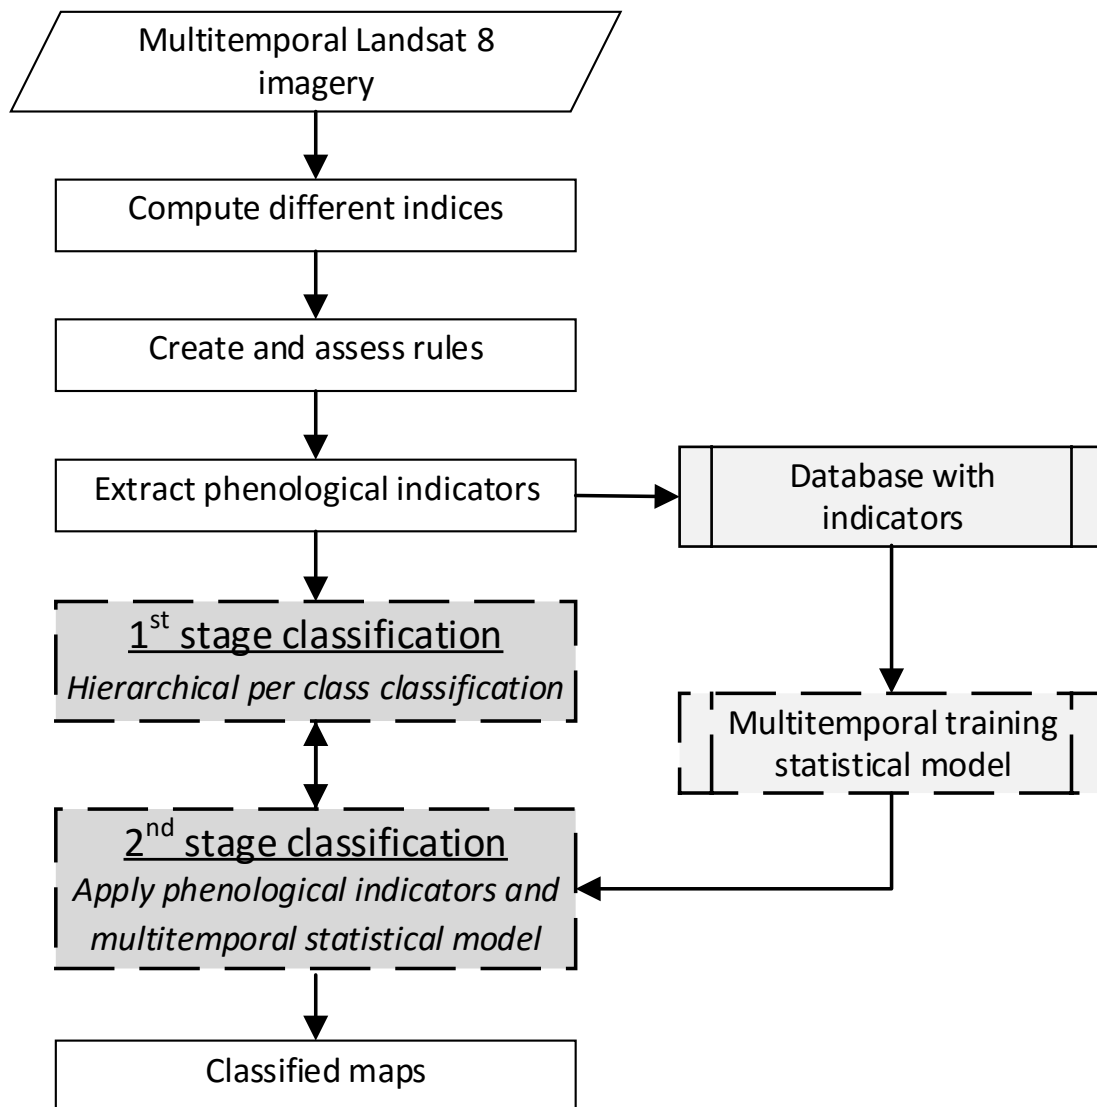 Multitemporal Landsat 8
imagery
Compute different indices
Create and assess rules
Extract phenological indicators
Database with
indicators
1st stage classification
Hierarchical per class classification
Multitemporal training
statistical model
2nd stage classification
Apply phenological indicators and
multitemporal statistical model
Classified maps